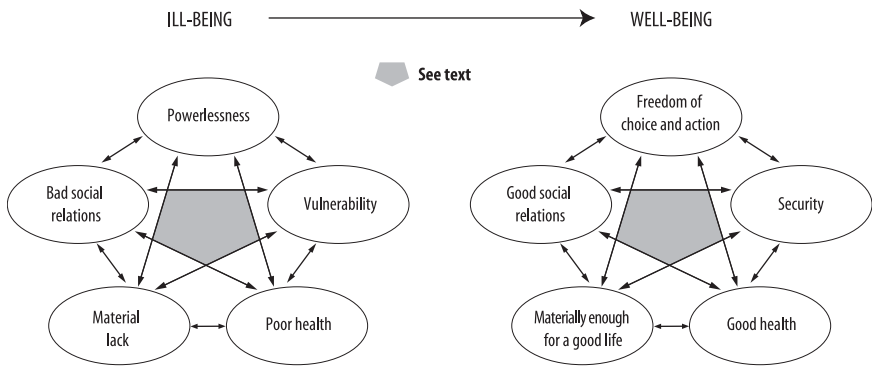 ILL-BEING
WELL-BEING
See text
Powerlessness
Bad social
relations
Vulnerability
Material
lack
Poor health
Freedom of
choice and action
Good social
relations
Security
Materially enough
for a good life
Good health